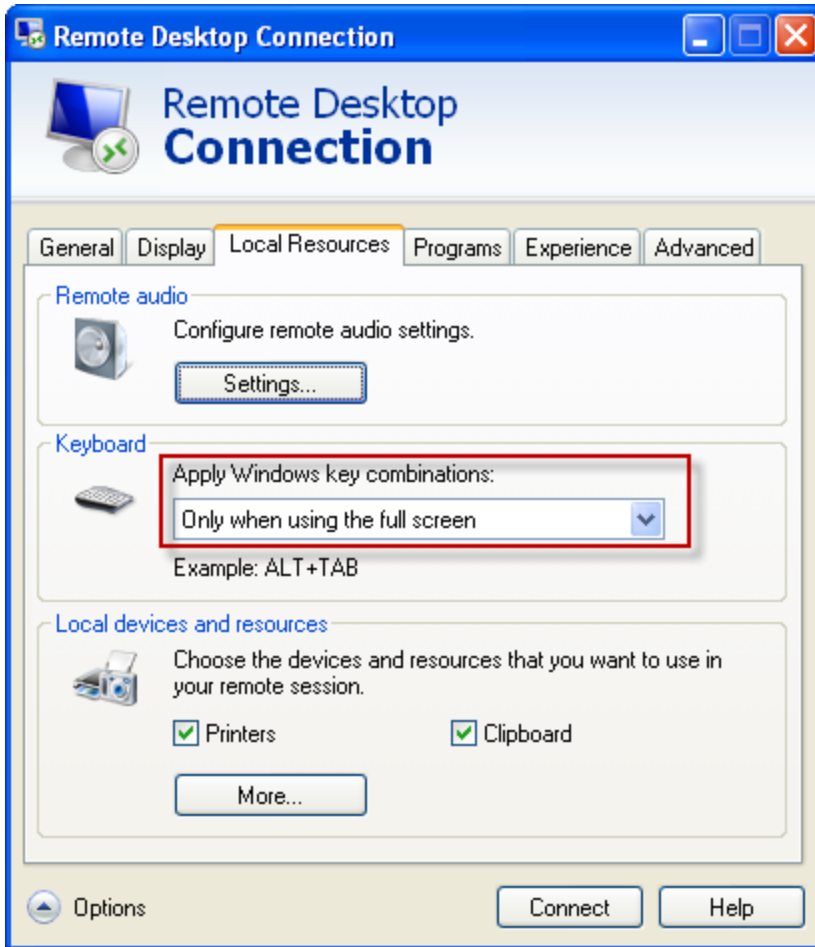 Remote Desktop Connection
Remote Desktop
Connection
General Display Local Resources Programs Experience Advanced
Remote audio
Configure remote audio settings.
Settings...
Keyboard
Apply Windows key combinations:
Only when using the full screen
Example: ALT+TAB
Local devices and resources
Choose the devices and resources that you want to use in
your remote session.
Printers Clipboard
More...
Options Connect Help